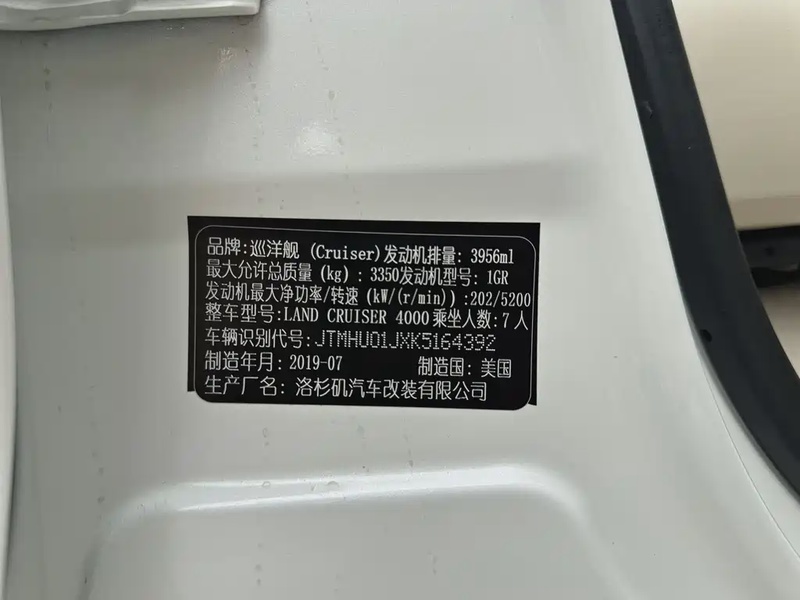 品牌:巡洋舰 (Cruiser)发动机排量: 3956ml
最大允许总质量 (kg) : 3350发动机型号: 1GR
发动机最大净功率/转速 (kW/(r/min)) :202/5200
整车型号:LAND CRUISER 4000 乘坐人数:7 人
车辆识别代号:JTMHU01JXK5164392
制造年月: 2019-07 制造国: 美国
生产厂名: 洛杉矶汽车改装有限公司